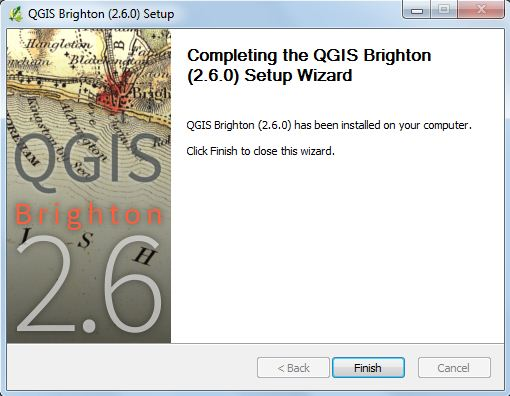 QGIS Brighton (2.6.0) Setup
Completing the QGIS Brighton
(2.6.0) Setup Wizard
QGIS Brighton (2.6.0) has been installed on your computer.
Click Finish to close this wizard.
Hangleton
QGIS
Brighton
I S H
2.6
< Back
Finish
Cancel